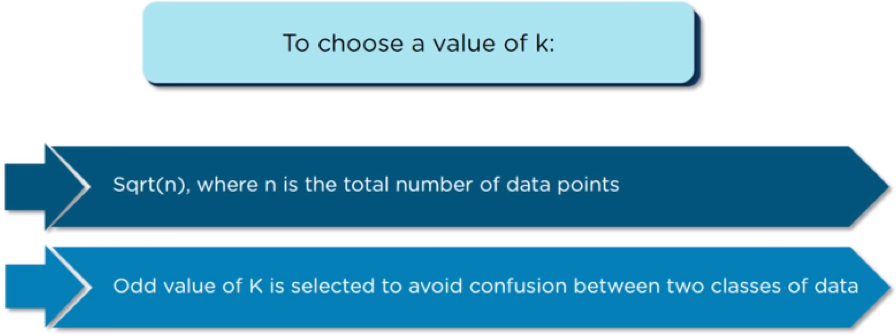 To choose a value of k:
Sqrt(n), where n is the total number of data points
Odd value of K is selected to avoid confusion between two classes of data